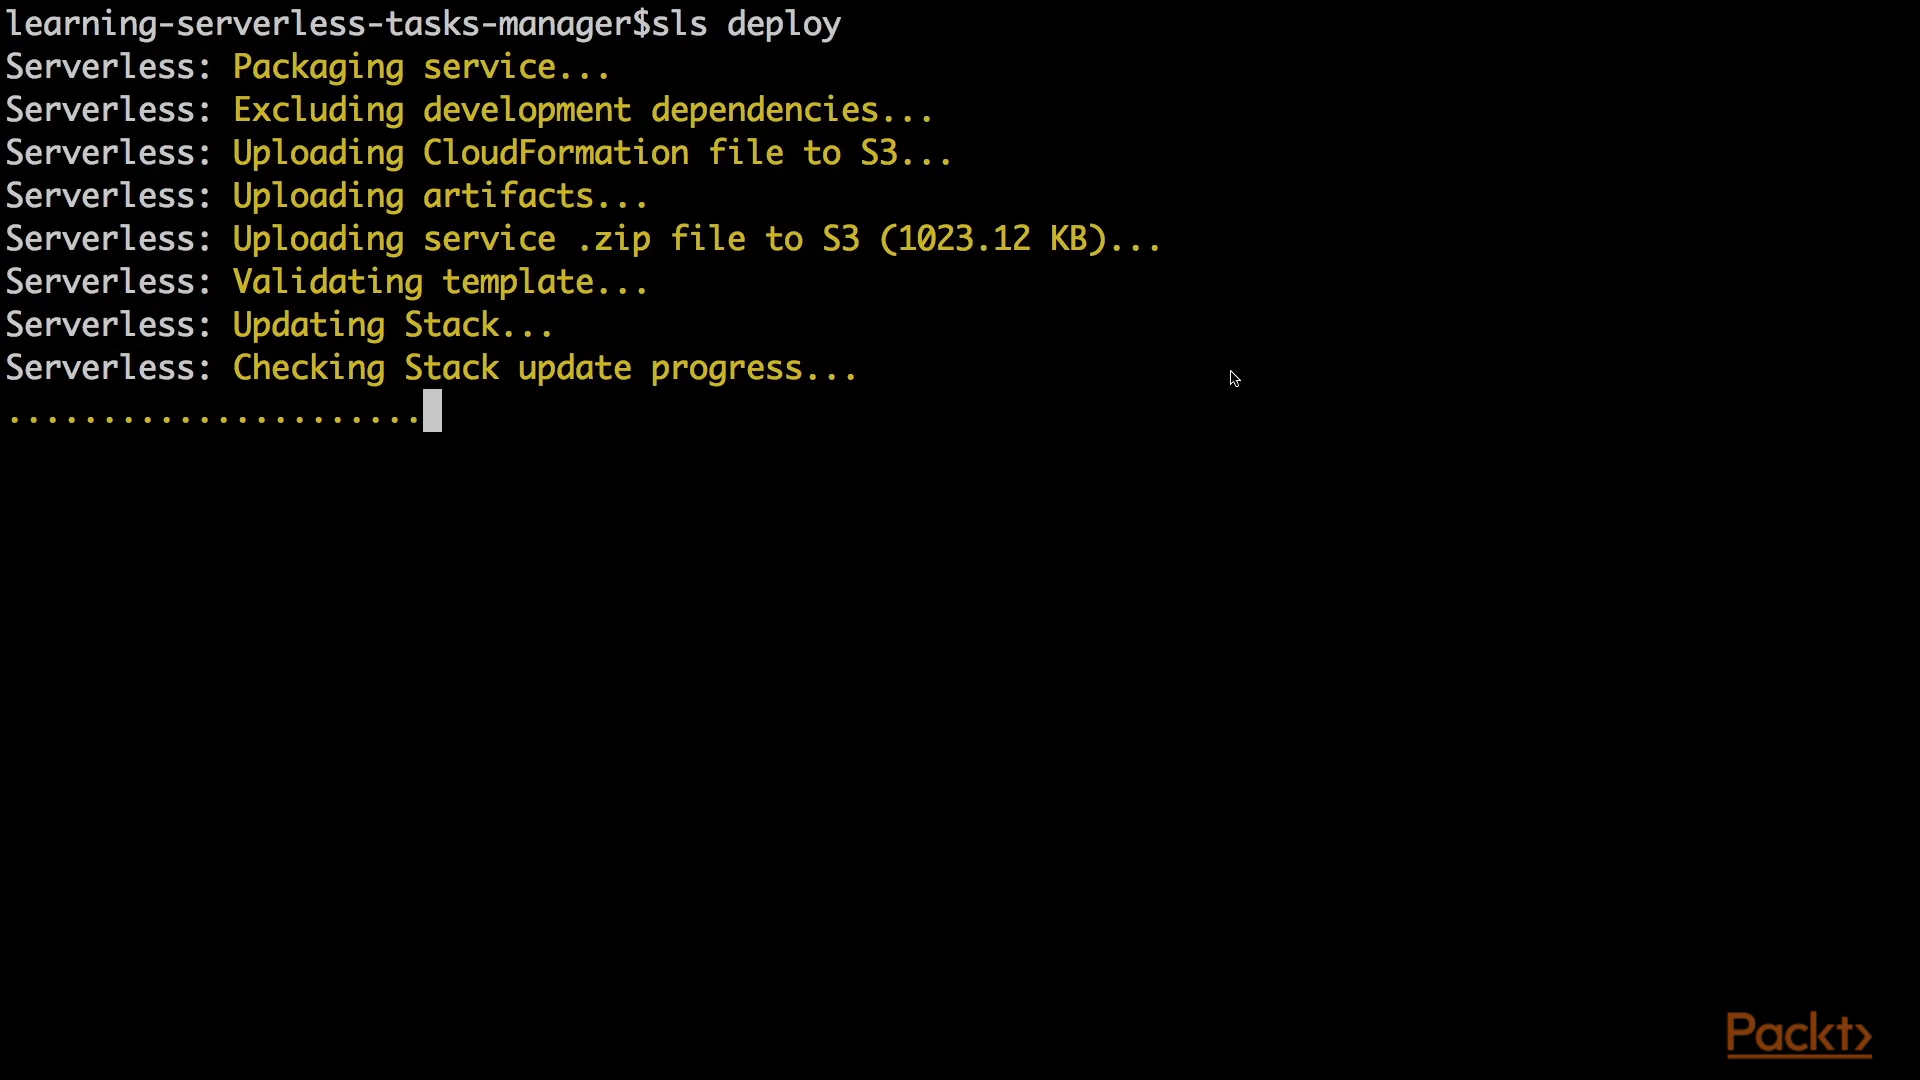 learning-serverless-tasks-manager$sls deploy
Serverless: Packaging service...
Serverless: Excluding development dependencies...
Serverless: Uploading CloudFormation file to S3...
Serverless: Uploading artifacts...
Serverless: Uploading service .zip file to S3 (1023.12 KB)...
Serverless: Validating template...
Serverless: Updating Stack...
Serverless: Checking Stack update progress...
......................
Packt>